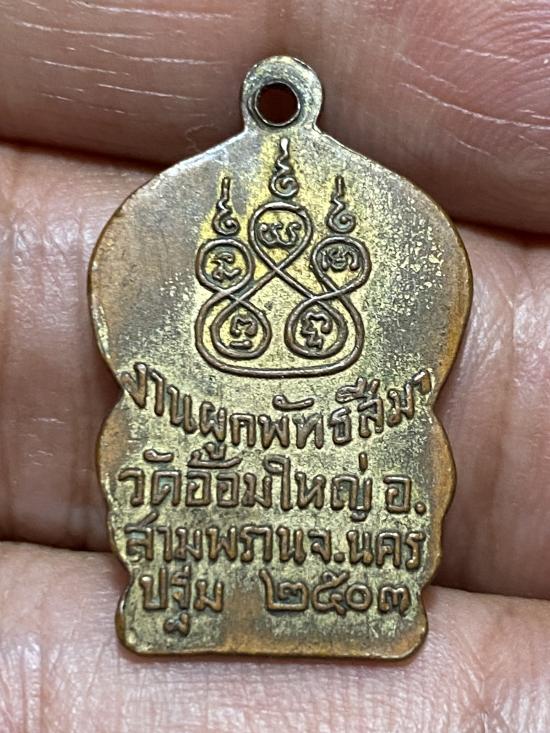 งานผูกพัทธสีมา
วัดอ้อมใหญ่ อ.
สามพรานจ.นคร
ปฐม ๒๕๐๓